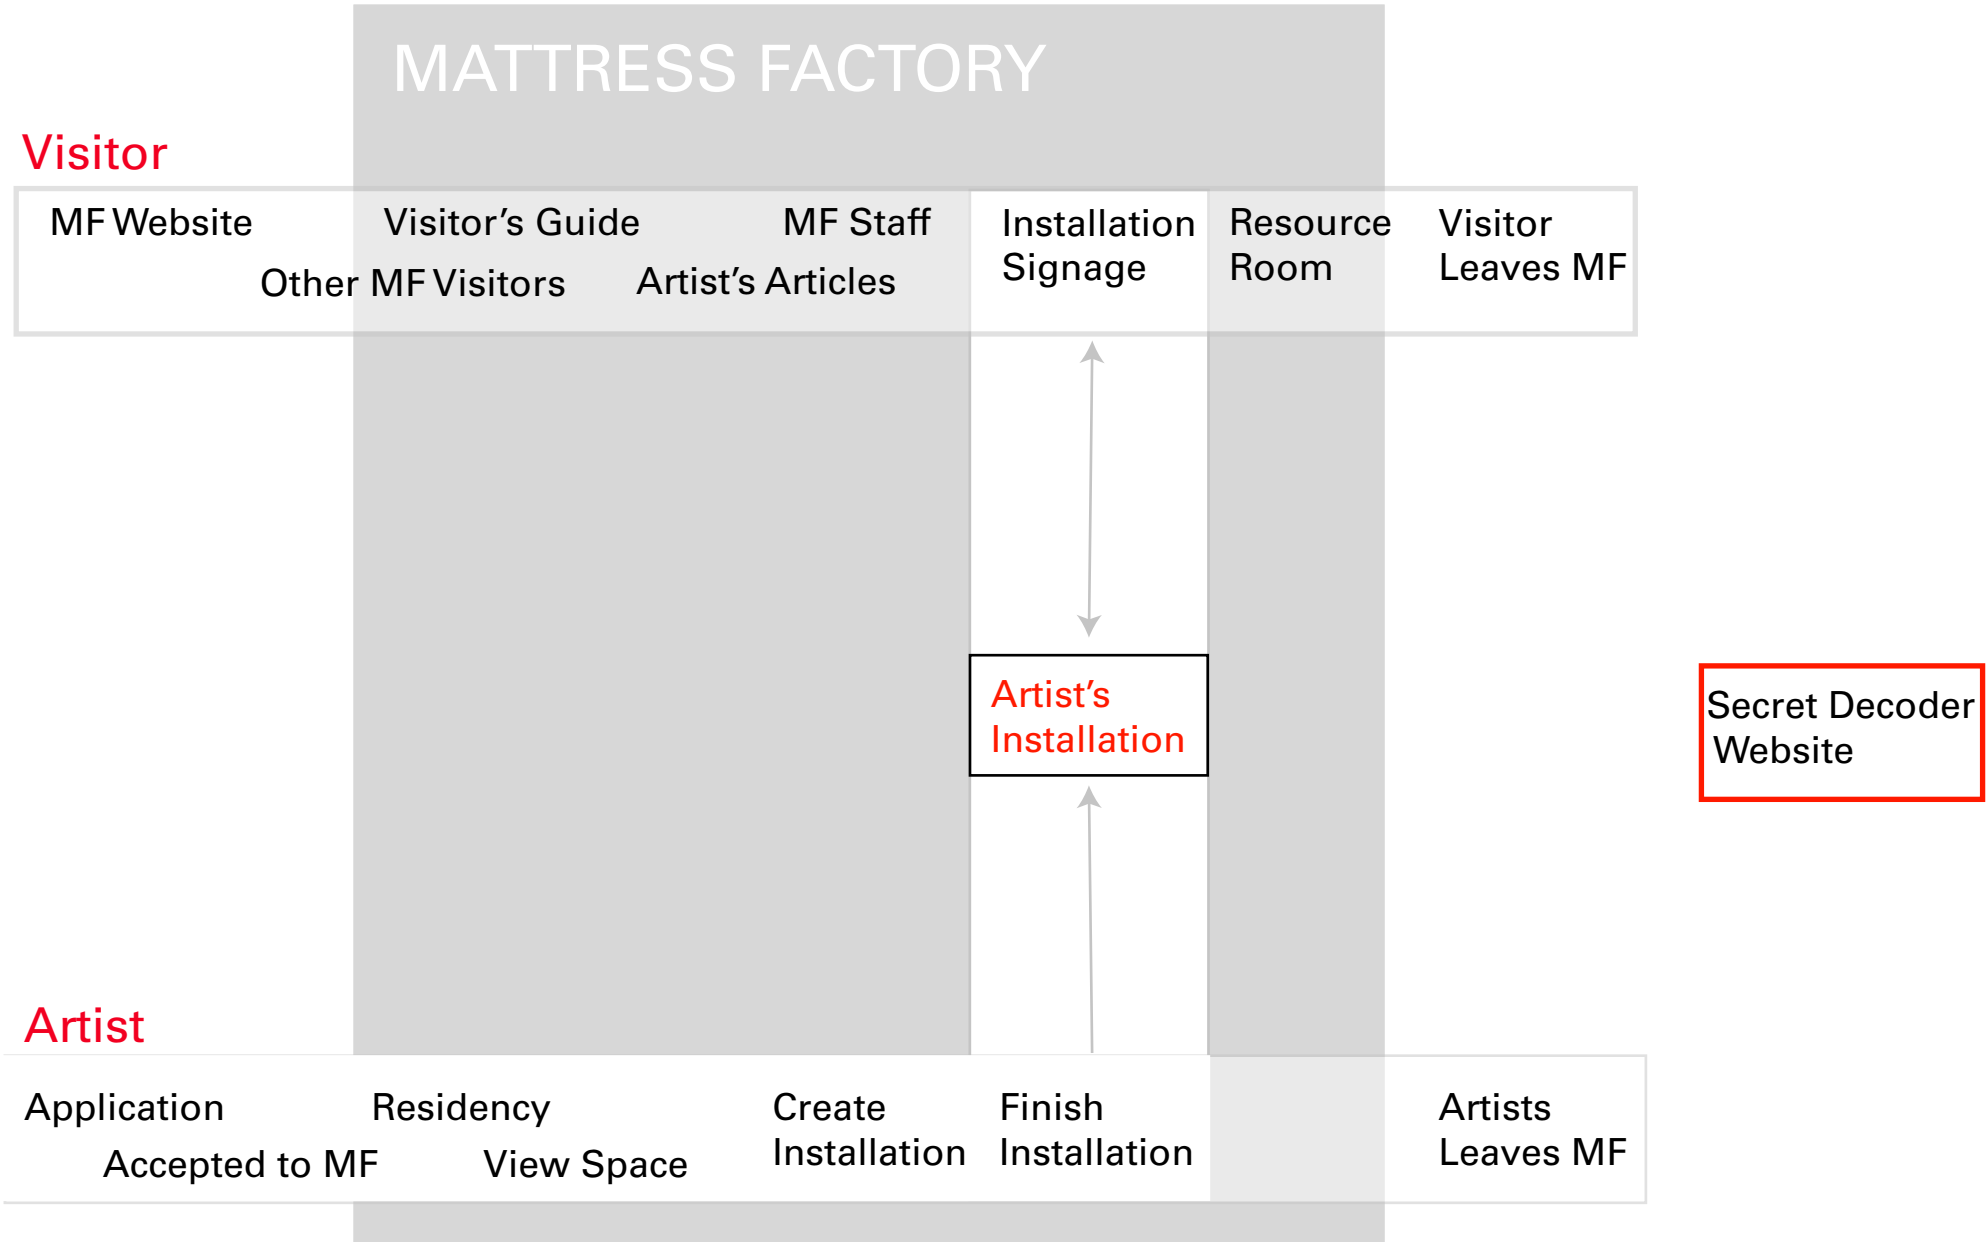 MATTRESS FACTORY
Visitor
MF Website
Visitor’s Guide
MF Staff
Other MF Visitors
Artist’s Articles
Installation
Signage
Resource
Room
Visitor
Leaves MF
Artist’s
Installation
Secret Decoder
Website
Artist
Application
Accepted to MF
Residency
View Space
Create
Installation
Finish
Installation
Artists
Leaves MF